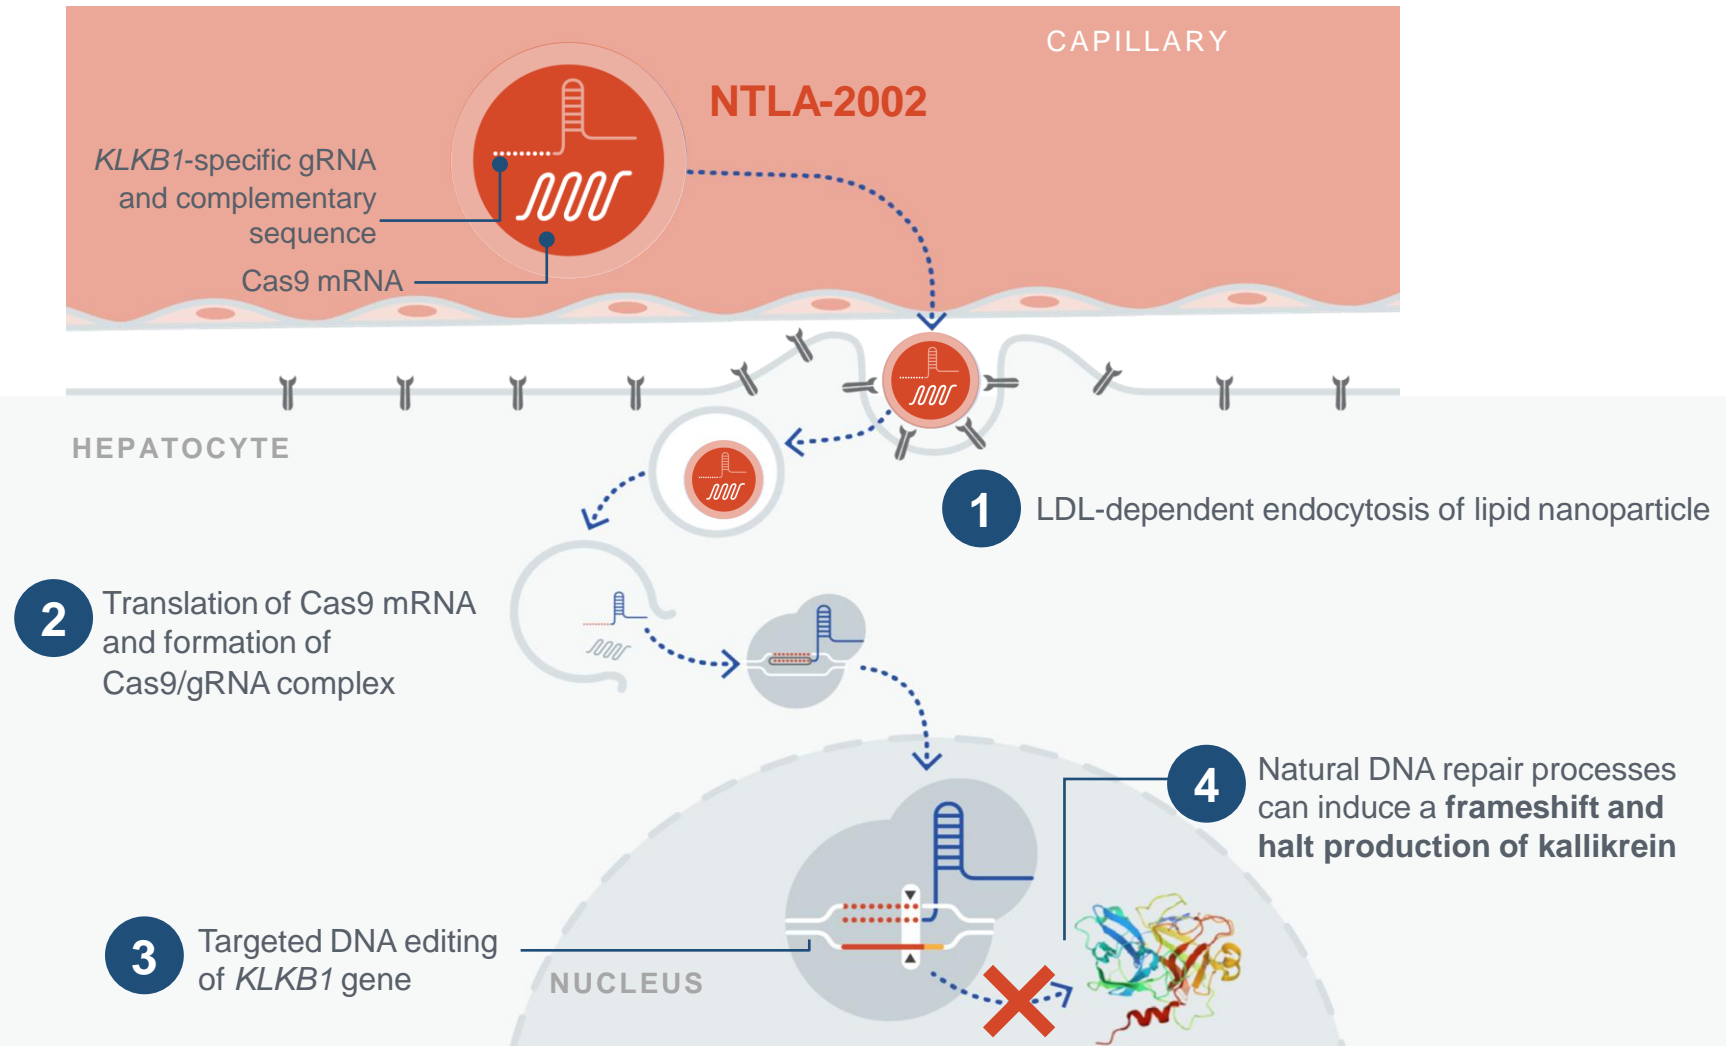 CAPILLARY
NTLA-2002
KLKB1-specific gRNA
and complementary
sequence
Cas9 mRNA
HEPATOCYTE
1 LDL-dependent endocytosis of lipid nanoparticle
2 Translation of Cas9 mRNA
and formation of
Cas9/gRNA complex
3 Targeted DNA editing
of KLKB1 gene
NUCLEUS
4 Natural DNA repair processes
can induce a frameshift and
halt production of kallikrein